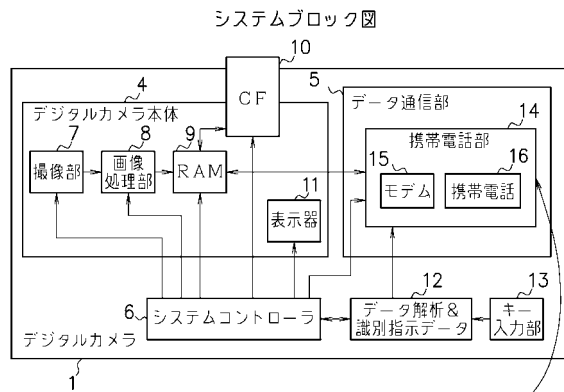 システムブロック図
10
CF
4
デジタルカメラ本体
7
8
9
撮像部
画像
処理部
RAM
11
表示器
5
データ通信部
14
携帯電話部
15
16
モデム
携帯電話
6
システムコントローラ
12
データ解析&
識別指示データ
13
キー
入力部
デジタルカメラ
1